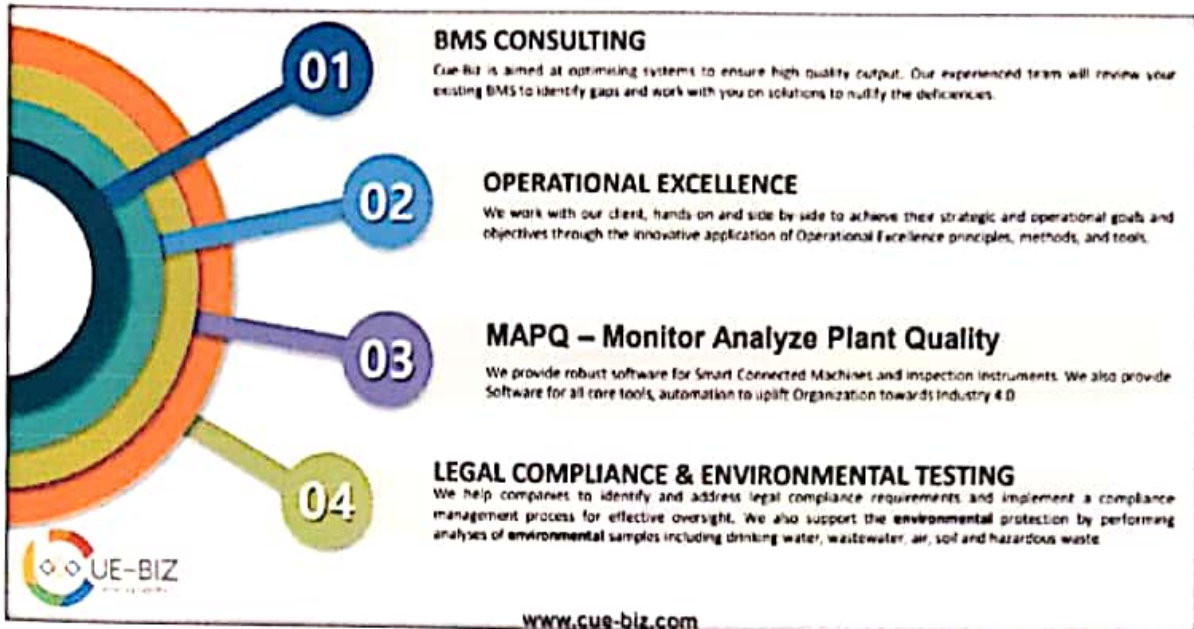 01
BMS CONSULTING
Cue-Biz is aimed at optimising systems to ensure high quality output. Our experienced team will review your
existing BMS to identify gaps and work with you on solutions to nullify the deficiencies.
02
OPERATIONAL EXCELLENCE
We work with our client, hands on and side by side to achieve their strategic and operational goals and
objectives through the innovative application of Operational Excellence principles, methods, and tools.
03
MAPQ – Monitor Analyze Plant Quality
We provide robust software for Smart Connected Machines and inspection instruments. We also provide
Software for all core tools, automation to uplift Organization towards Industry 4.0
04
LEGAL COMPLIANCE & ENVIRONMENTAL TESTING
We help companies to identify and address legal compliance requirements and implement a compliance
management process for effective oversight. We also support the environmental protection by performing
analyses of environmental samples including drinking water, wastewater, air, soil and hazardous waste
UE-BIZ
www.cue-biz.com